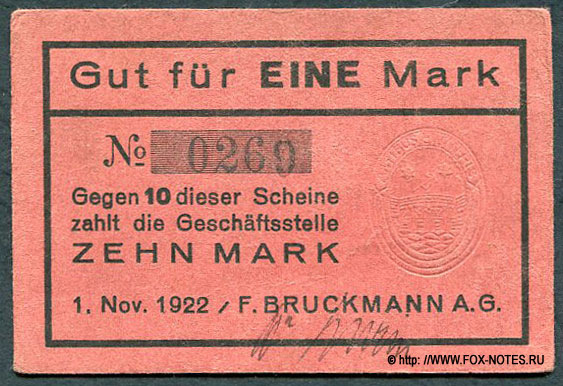 Gut für EINE Mark
No 0269
Gegen 10 dieser Scheine
zahlt die Geschäftsstelle
ZEHN MARK
1. Nov. 1922 / F. BRUCKMANN A.G.
© http://WWW.FOX-NOTES.RU